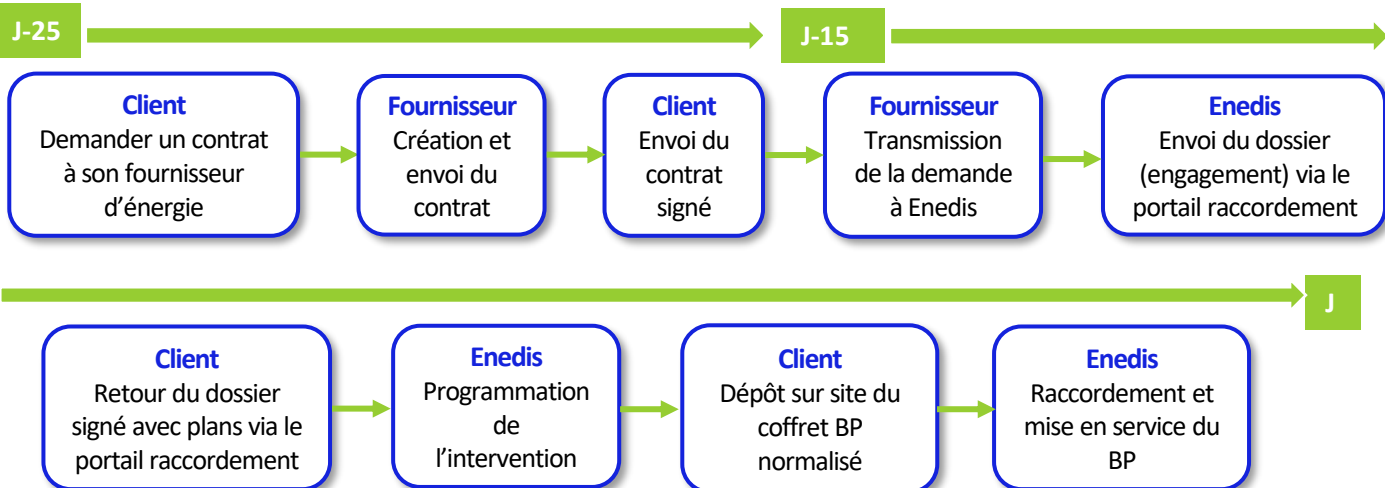 J-25
J-15
Client
Demander un contrat
à son fournisseur
d’énergie
Fournisseur
Création et
envoi du
contrat
Client
Envoi du
contrat
signé
Fournisseur
Transmission
de la demande
à Enedis
Enedis
Envoi du dossier
(engagement) via le
portail raccordement
J
Client
Retour du dossier
signé avec plans via le
portail raccordement
Enedis
Programmation
de
l’intervention
Client
Dépôt sur site du
coffret BP
normalisé
Enedis
Raccordement et
mise en service du
BP